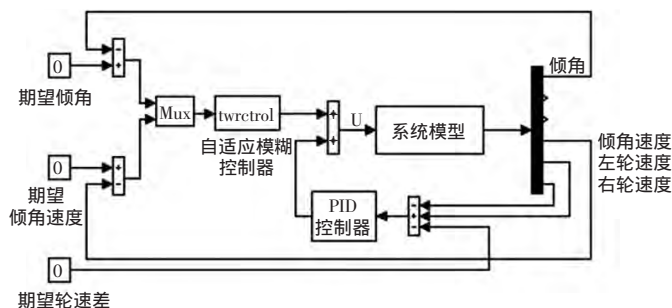 倾角
0
期望倾角
Mux
twrctrol
自适应模糊
控制器
U
系统模型
倾角速度
左轮速度
右轮速度
0
期望
倾角速度
PID
控制器
0
期望轮速差